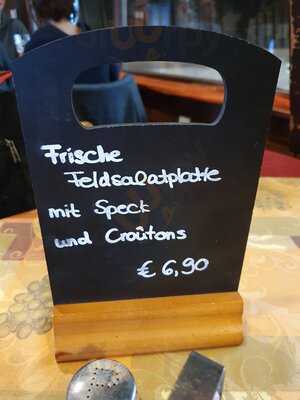 Frische
Feldsalatplatte
mit Speck
und Croûtons
€ 6,90